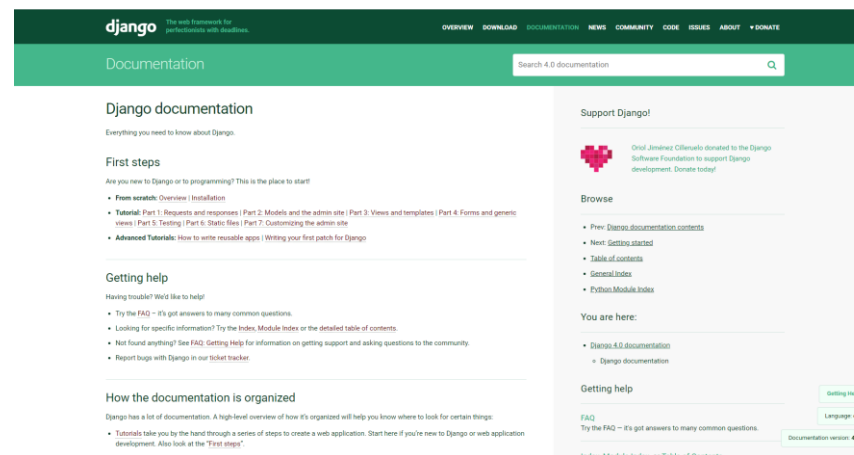 django
The web framework for
perfectionists with deadlines.
OVERVIEW DOWNLOAD DOCUMENTATION NEWS COMMUNITY CODE ISSUES ABOUT ♥ DONATE
Documentation
Search 4.0 documentation
Django documentation
Everything you need to know about Django.
First steps
Are you new to Django or to programming? This is the place to start!
• From scratch: Overview | Installation
• Tutorial: Part 1: Requests and responses | Part 2: Models and the admin site | Part 3: Views and templates | Part 4: Forms and generic
views | Part 5: Testing | Part 6: Static files | Part 7: Customizing the admin site
• Advanced Tutorials: How to write reusable apps | Writing your first patch for Django
Getting help
Having trouble? We'd like to help!
• Try the FAQ – it's got answers to many common questions.
• Looking for specific information? Try the Index, Module Index or the detailed table of contents.
• Not found anything? See FAQ: Getting Help for information on getting support and asking questions to the community.
• Report bugs with Django in our ticket tracker.
How the documentation is organized
Django has a lot of documentation. A high-level overview of how it's organized will help you know where to look for certain things:
• Tutorials take you by the hand through a series of steps to create a web application. Start here if you're new to Django or web application
development. Also look at the "First steps".
Support Django!
Oriol Jiménez Cilleruelo donated to the Django
Software Foundation to support Django
development. Donate today!
Browse
• Prev: Django documentation contents
• Next: Getting started
• Table of contents
• General Index
• Python Module Index
You are here:
• Django 4.0 documentation
◦ Django documentation
Getting help
FAQ
Try the FAQ – it's got answers to many common questions.
Getting
Language:
Documentation version: